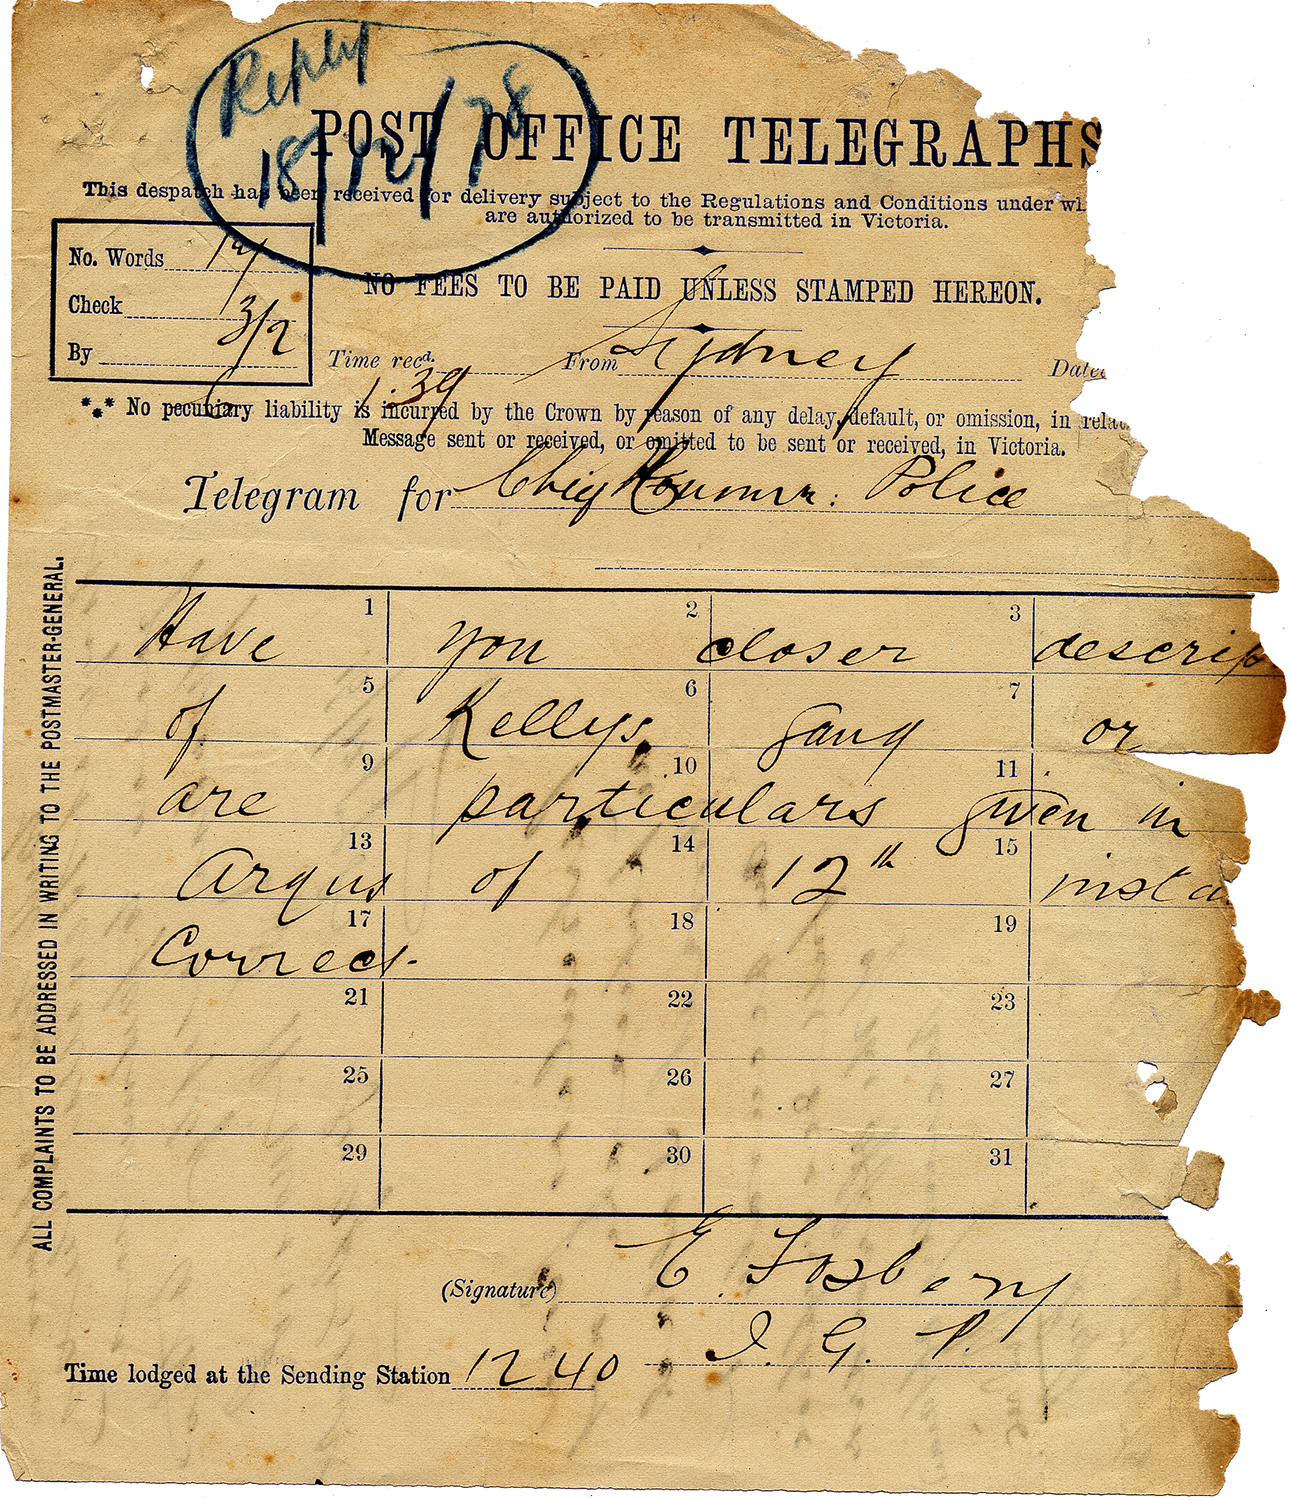 Reply
18/12/78
POST OFFICE TELEGRAPHS
This despatch has been received for delivery subject to the Regulations and Conditions under wh
are authorized to be transmitted in Victoria.
No. Words 19
Check 3/2
By
NO FEES TO BE PAID UNLESS STAMPED HEREON.
Time recd. 1.39 From Sydney Date
No pecuniary liability is incurred by the Crown by reason of any delay, default, or omission, in relat
Message sent or received, or omitted to be sent or received, in Victoria.
Telegram for Chief Police
ALL COMPLAINTS TO BE ADDRESSED IN WRITING TO THE POSTMASTER-GENERAL.
1 2 3
Have you closer descrip
5 6 7
of Kellys gang or
9 10 11
are particulars given in
13 14 15
Argus of 12th inst a
17 18 19
Correct.
21 22 23
25 26 27
29 30 31
(Signature) E. Fosbery
I. G. P.
Time lodged at the Sending Station 12 40